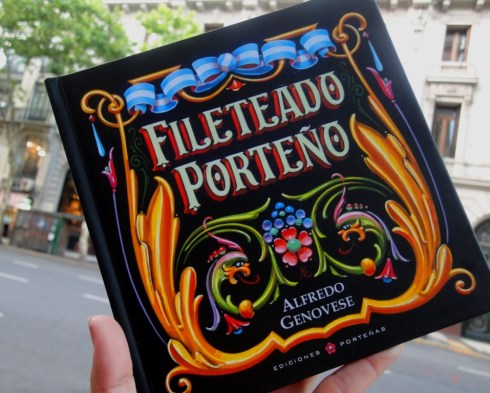 FILETEADO
PORTEÑO
ALFREDO
GENOVESE
EDICIONES PORTEÑAS